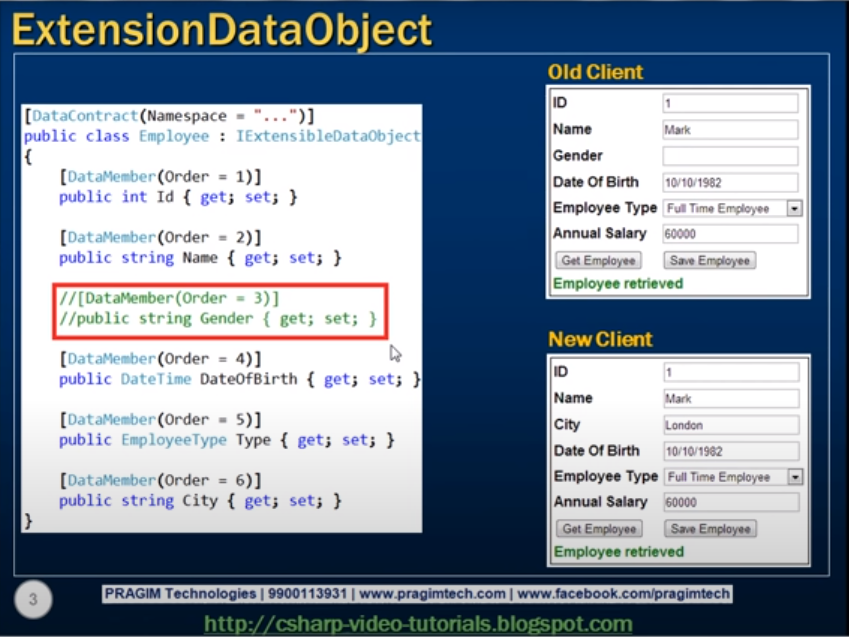 ExtensionDataObject
[DataContract(Namespace = "...")]
public class Employee : IExtensibleDataObject
{
[DataMember(Order = 1)]
public int Id { get; set; }
[DataMember(Order = 2)]
public string Name { get; set; }
//[DataMember(Order = 3)]
//public string Gender { get; set; }
[DataMember(Order = 4)]
public DateTime DateOfBirth { get; set; }
[DataMember(Order = 5)]
public EmployeeType Type { get; set; }
[DataMember(Order = 6)]
public string City { get; set; }
}
Old Client
ID 1
Name Mark
Gender
Date Of Birth 10/10/1982
Employee Type Full Time Employee
Annual Salary 60000
Get Employee Save Employee
Employee retrieved
New Client
ID 1
Name Mark
City London
Date Of Birth 10/10/1982
Employee Type Full Time Employee
Annual Salary 60000
Get Employee Save Employee
Employee retrieved
3
PRAGIM Technologies | 9900113931 | www.pragimtech.com | www.facebook.com/pragimtech
http://csharp-video-tutorials.blogspot.com